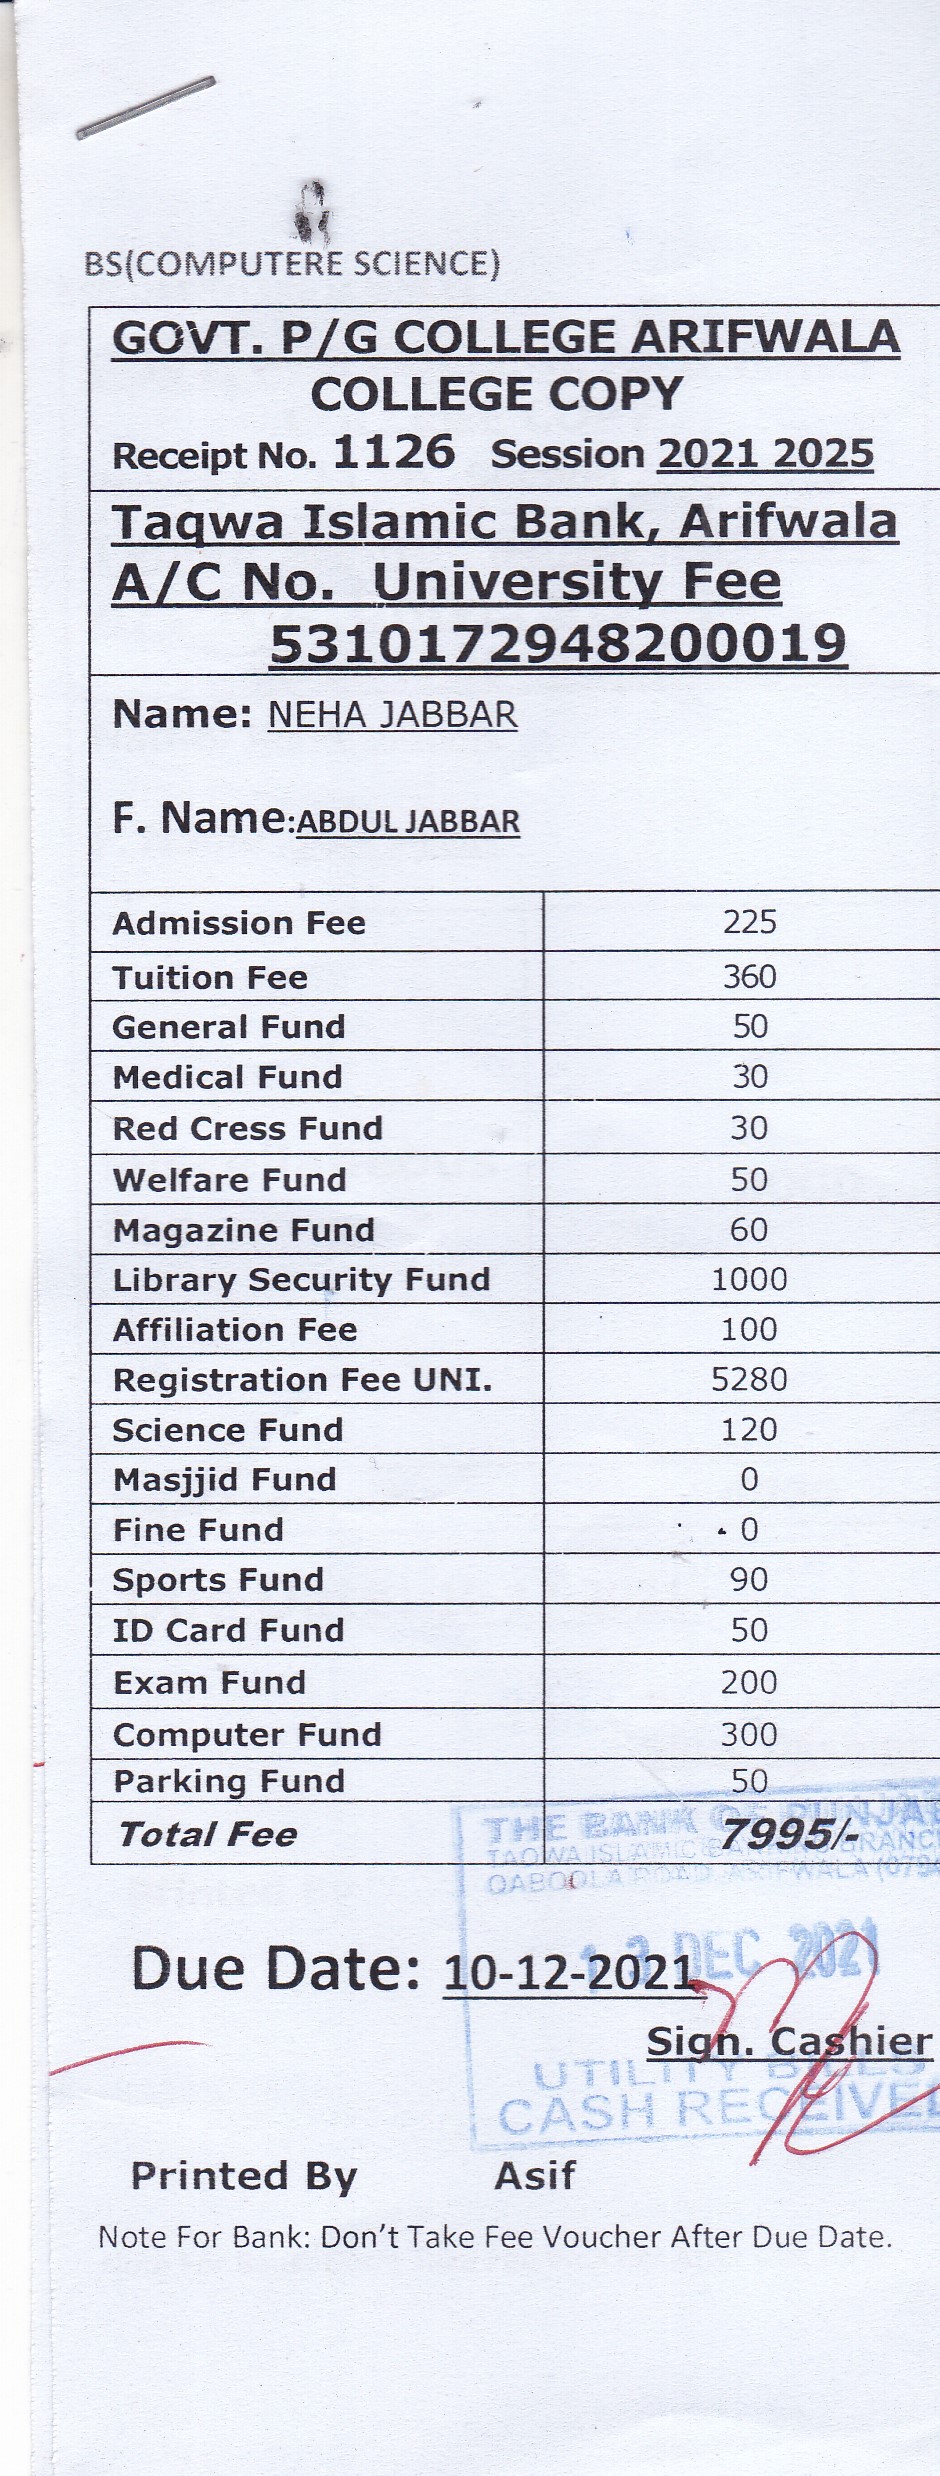 BS(COMPUTERE SCIENCE)
GOVT. P/G COLLEGE ARIFWALA
COLLEGE COPY
Receipt No. 1126 Session 2021 2025
Taqwa Islamic Bank, Arifwala
A/C No. University Fee
5310172948200019
Name: NEHA JABBAR
F. Name:ABDUL JABBAR
Admission Fee 225
Tuition Fee 360
General Fund 50
Medical Fund 30
Red Cress Fund 30
Welfare Fund 50
Magazine Fund 60
Library Security Fund 1000
Affiliation Fee 100
Registration Fee UNI. 5280
Science Fund 120
Masjjid Fund 0
Fine Fund 0
Sports Fund 90
ID Card Fund 50
Exam Fund 200
Computer Fund 300
Parking Fund 50
Total Fee 7995/-
THE BANK OF PUNJAB
TAQWA ISLAMIC BANKING BRANCH
QABOOLA ROAD ARIFWALA
DEC 2021
Due Date: 10-12-2021
Sign. Cashier
UTILITY BILLS
CASH RECEIVED
Printed By Asif
Note For Bank: Don't Take Fee Voucher After Due Date.